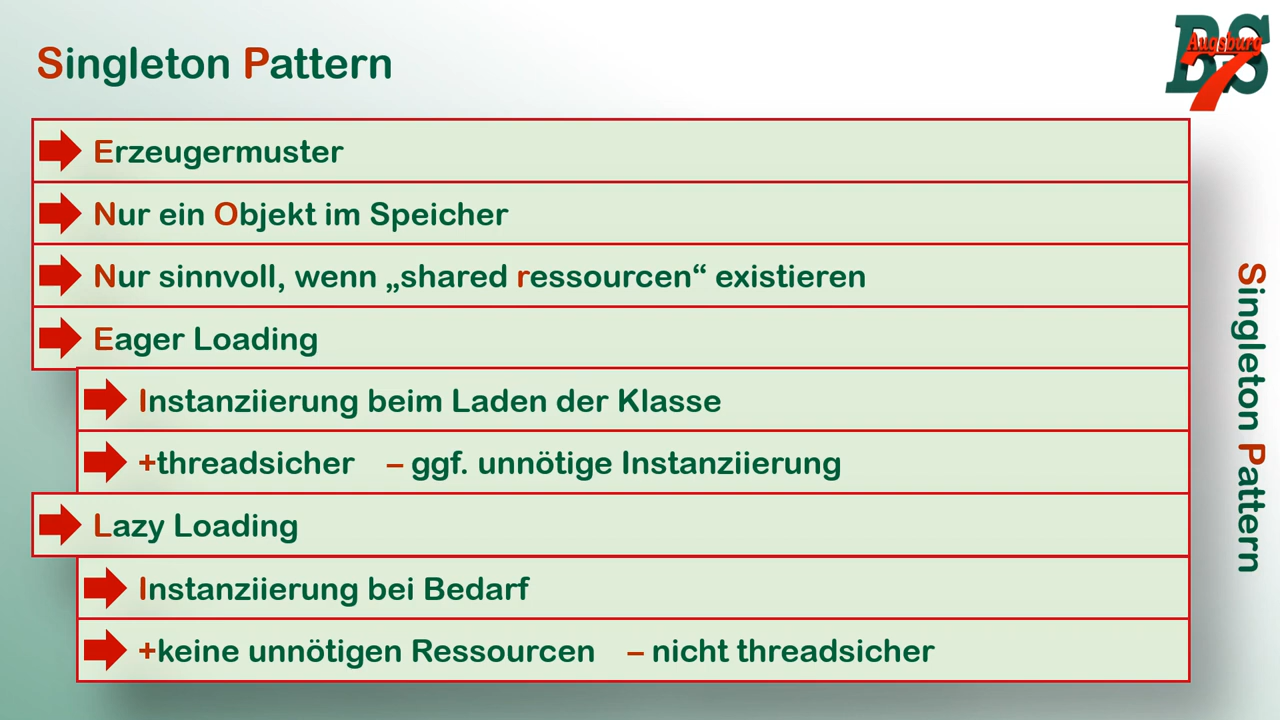 Singleton Pattern
BS
Augsburg
7
Erzeugermuster
Nur ein Objekt im Speicher
Nur sinnvoll, wenn „shared ressourcen“ existieren
Eager Loading
Instanziierung beim Laden der Klasse
+threadsicher – ggf. unnötige Instanziierung
Lazy Loading
Instanziierung bei Bedarf
+keine unnötigen Ressourcen – nicht threadsicher
Singleton Pattern